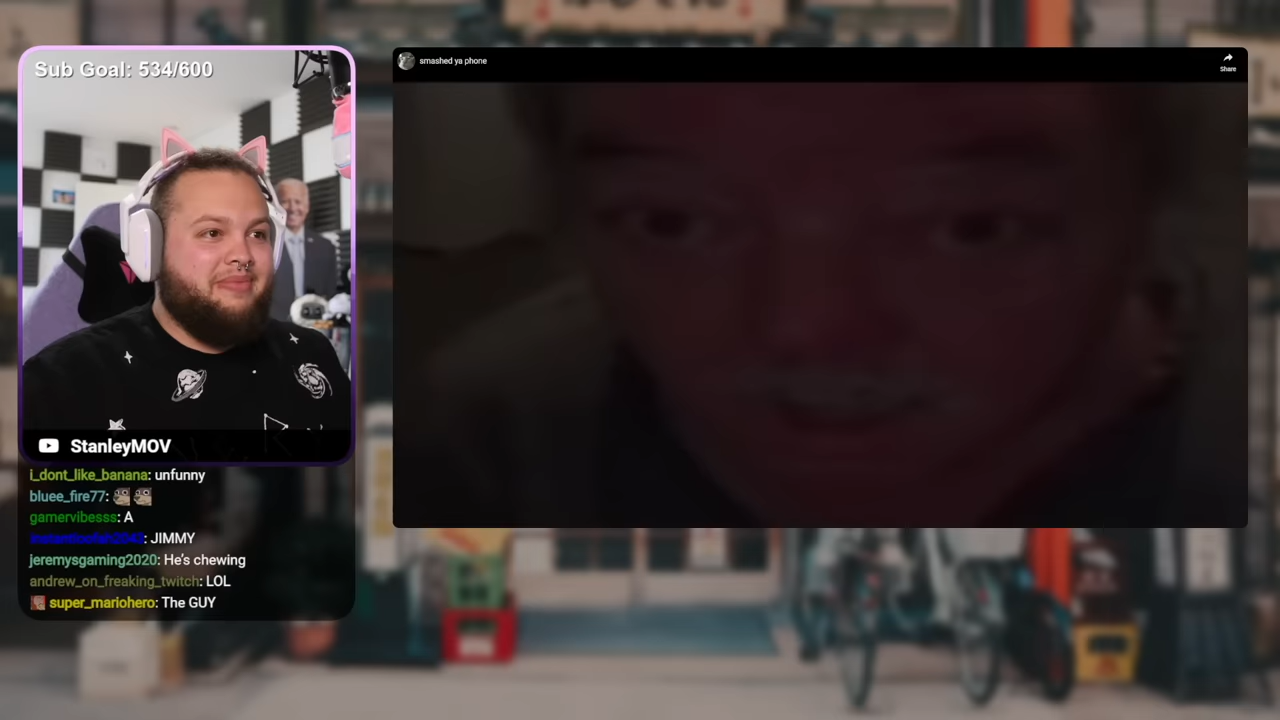 Sub Goal: 534/600
smashed ya phone
Share
StanleyMOV
i_dont_like_banana: unfunny
bluee_fire77:
gamervibesss: A
: JIMMY
jeremysgaming2020: He's chewing
andrew_on_freaking_twitch: LOL
super_mariohero: The GUY